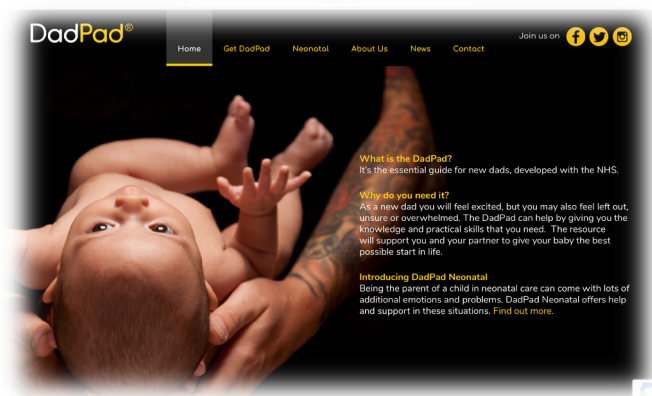 DadPad®
Home Get DadPad Neonatal About Us News Contact
Join us on
What is the DadPad?
It's the essential guide for new dads, developed with the NHS.
Why do you need it?
As a new dad you will feel excited, but you may also feel left out,
unsure or overwhelmed. The DadPad can help by giving you the
knowledge and practical skills that you need. The resource
will support you and your partner to give your baby the best
possible start in life.
Introducing DadPad Neonatal
Being the parent of a child in neonatal care can come with lots of
additional emotions and problems. DadPad Neonatal offers help
and support in these situations. Find out more.